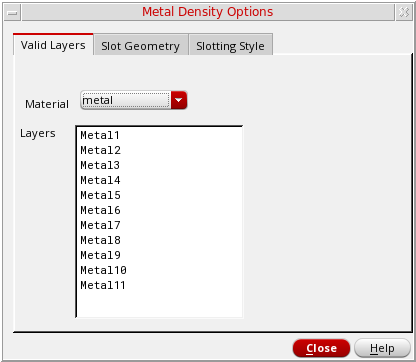 Metal Density Options
Valid Layers Slot Geometry Slotting Style
Material metal
Layers
Metal1
Metal2
Metal3
Metal4
Metal5
Metal6
Metal7
Metal8
Metal9
Metal10
Metal11
Close Help